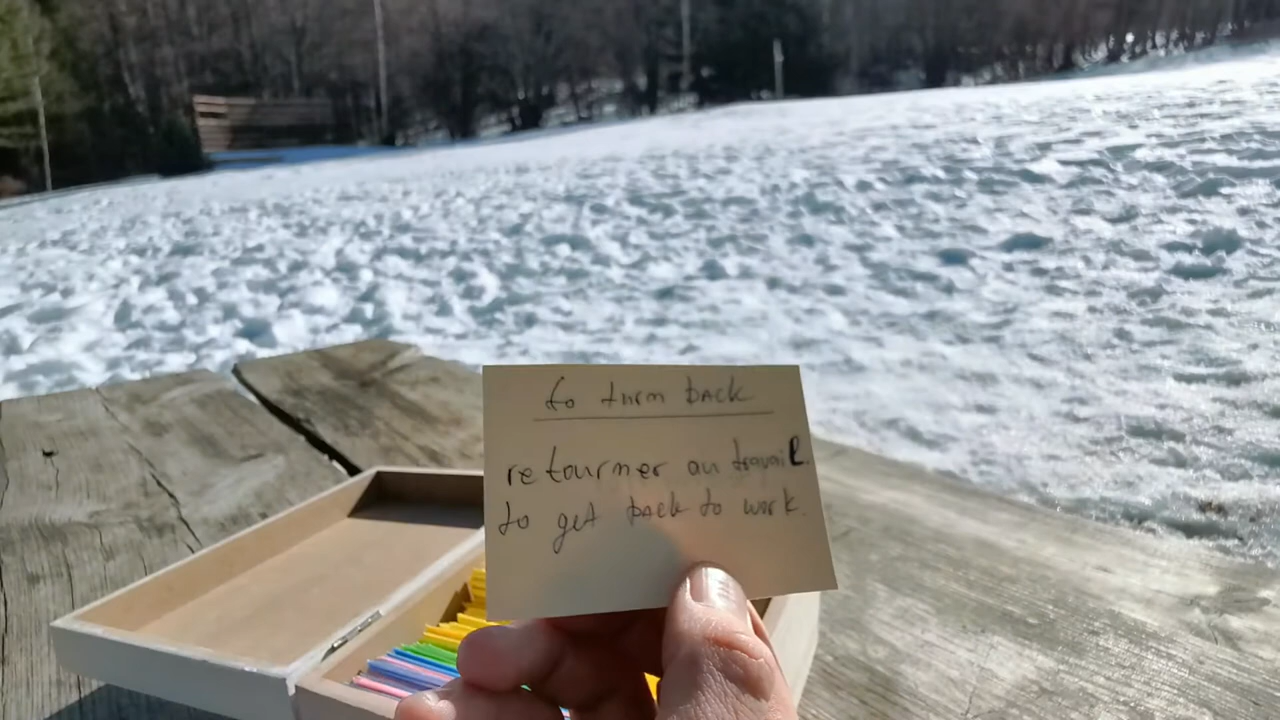 to turn back
retourner au travail.
to get back to work.